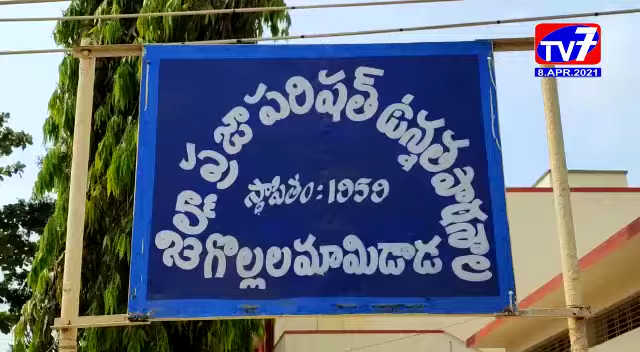 TV7
8.APR.2021
జిల్లా ప్రజా పరిషత్ ఉన్నత పాఠశాల
స్థాపితం:1959
గొల్లలమామిడాడ